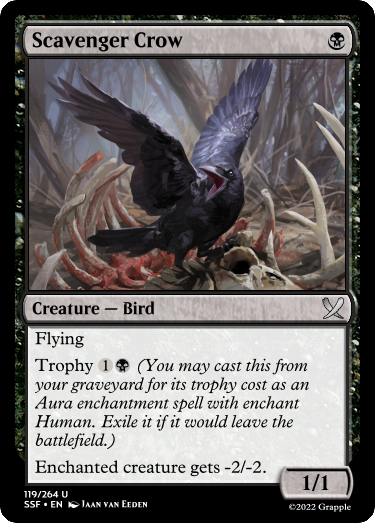 Scavenger Crow
Creature — Bird
Flying
Trophy 1 (You may cast this from
your graveyard for its trophy cost as
an Aura enchantment spell with enchant
Human. Exile it if it would leave the
battlefield.)
Enchanted creature gets -2/-2.
1/1
119/264 U
SSF • EN Jaan van Eeden
©2022 Grapple